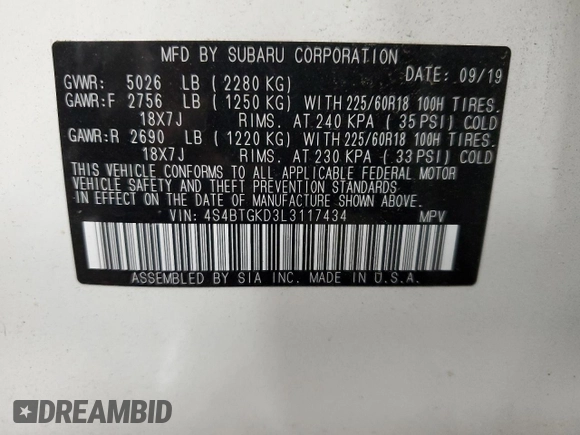 MFD BY SUBARU CORPORATION
DATE: 09/19
GVWR: 5026 LB (2280 KG)
GAWR:F 2756 LB (1250 KG) WITH 225/60R18 100H TIRES.
18X7J RIMS. AT 240 KPA (35 PSI) COLD
GAWR:R 2690 LB (1220 KG) WITH 225/60R18 100H TIRES.
18X7J RIMS. AT 230 KPA (33 PSI) COLD
THIS VEHICLE CONFORMS TO ALL APPLICABLE FEDERAL MOTOR
VEHICLE SAFETY AND THEFT PREVENTION STANDARDS
IN EFFECT ON THE DATE OF MANUFACTURE SHOWN ABOVE.
VIN: 4S4BTGKD3L3117434 MPV
ASSEMBLED BY SIA INC. MADE IN U.S.A.
DREAMBID